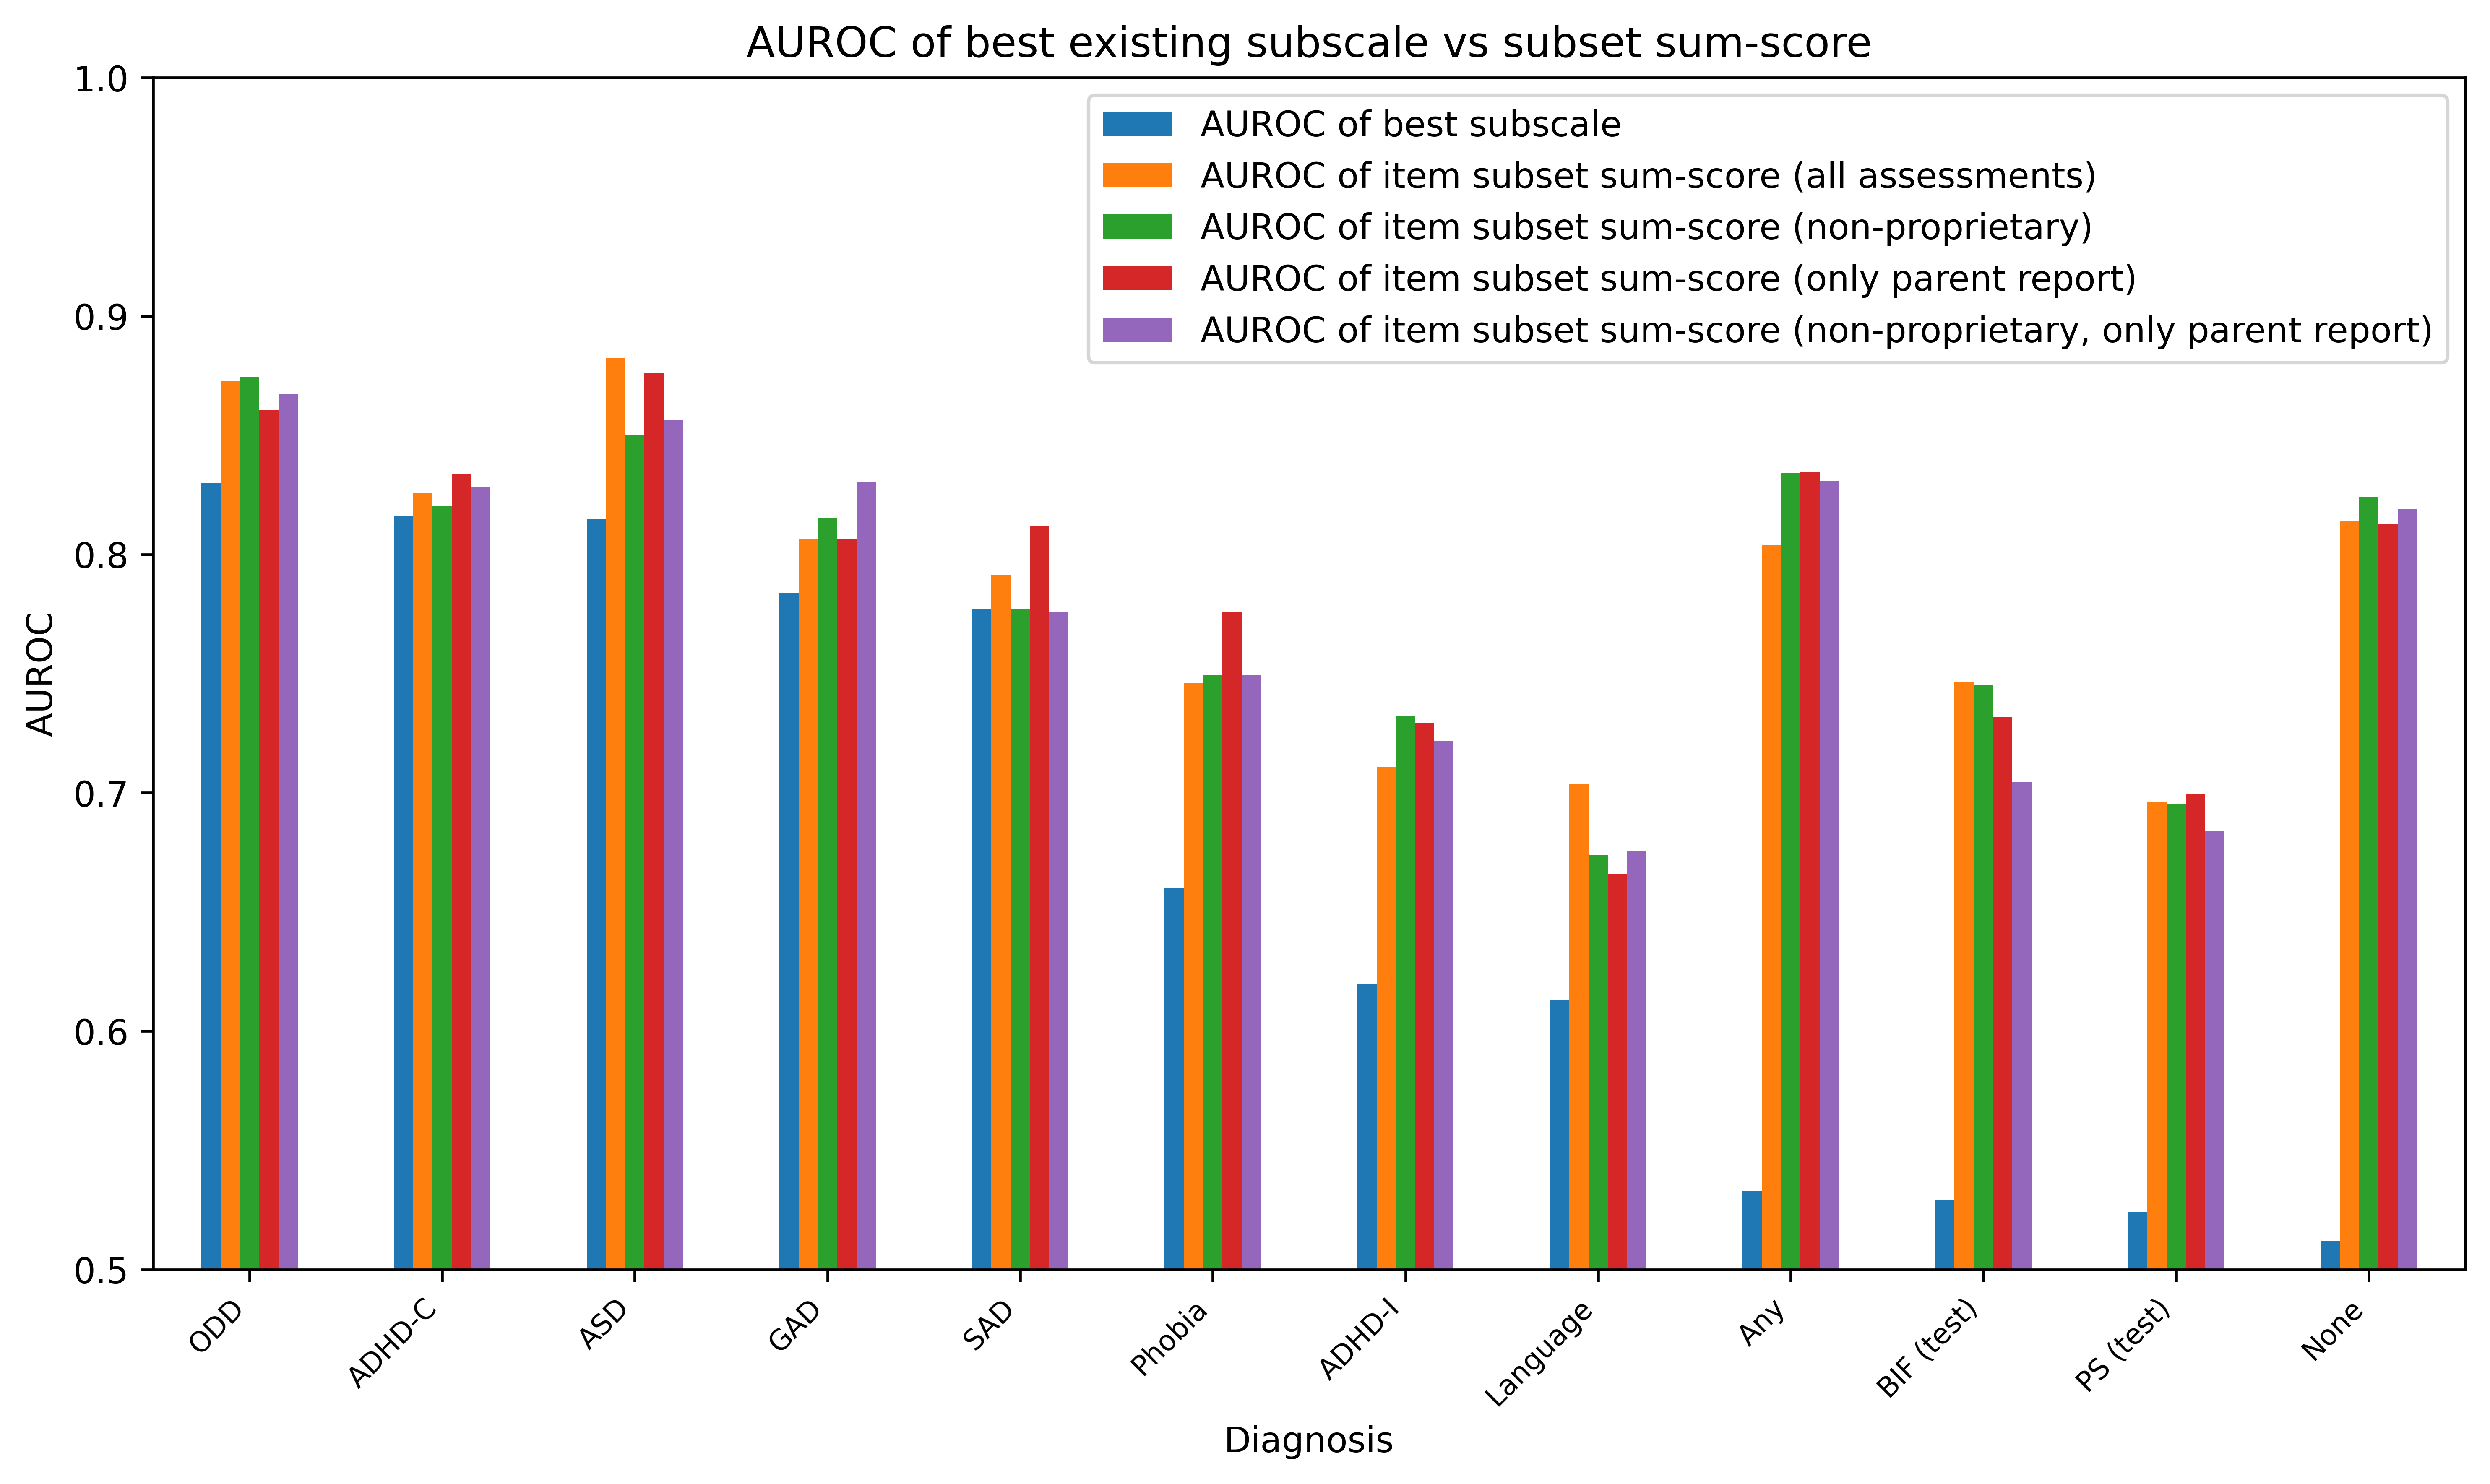 AUROC of best existing subscale vs subset sum-score
AUROC of best subscale
AUROC of item subset sum-score (all assessments)
AUROC of item subset sum-score (non-proprietary)
AUROC of item subset sum-score (only parent report)
AUROC of item subset sum-score (non-proprietary, only parent report)
AUROC
1.0
0.9
0.8
0.7
0.6
0.5
ODD
ADHD-C
ASD
GAD
SAD
Phobia
ADHD-I
Language
Any
BIF (test)
PS (test)
None
Diagnosis